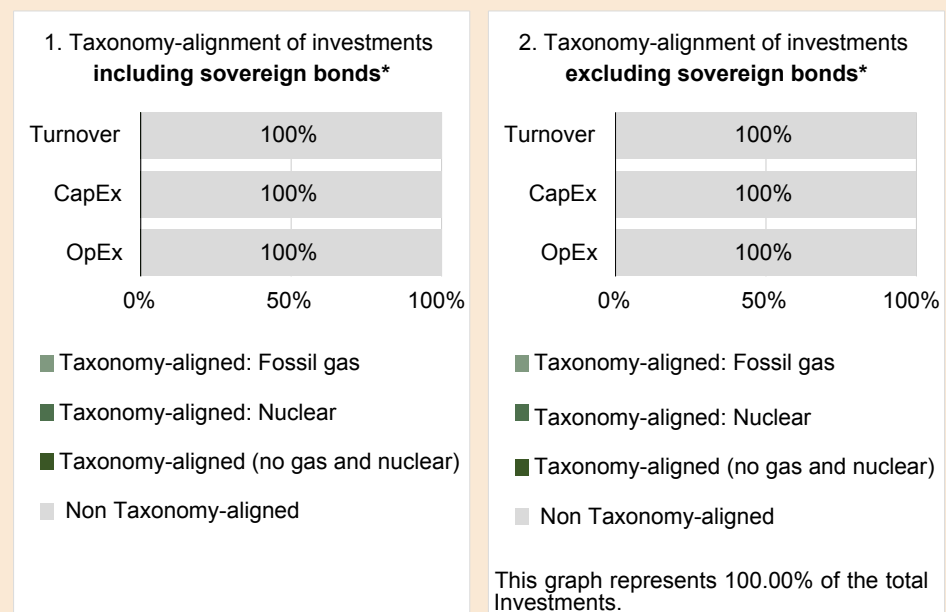 1. Taxonomy-alignment of investments
including sovereign bonds*
Turnover 100%
CapEx 100%
OpEx 100%
0% 50% 100%
Taxonomy-aligned: Fossil gas
Taxonomy-aligned: Nuclear
Taxonomy-aligned (no gas and nuclear)
Non Taxonomy-aligned
2. Taxonomy-alignment of investments
excluding sovereign bonds*
Turnover 100%
CapEx 100%
OpEx 100%
0% 50% 100%
Taxonomy-aligned: Fossil gas
Taxonomy-aligned: Nuclear
Taxonomy-aligned (no gas and nuclear)
Non Taxonomy-aligned
This graph represents 100.00% of the total
Investments.